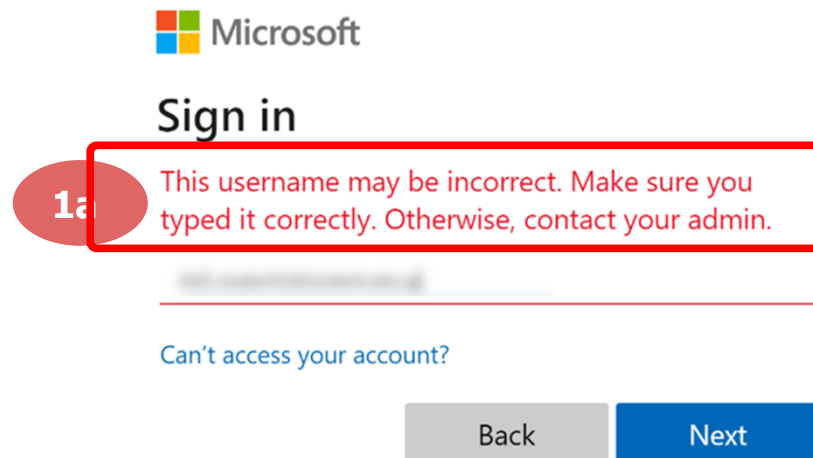 Microsoft
Sign in
This username may be incorrect. Make sure you
typed it correctly. Otherwise, contact your admin.
1a
Can't access your account?
Back
Next